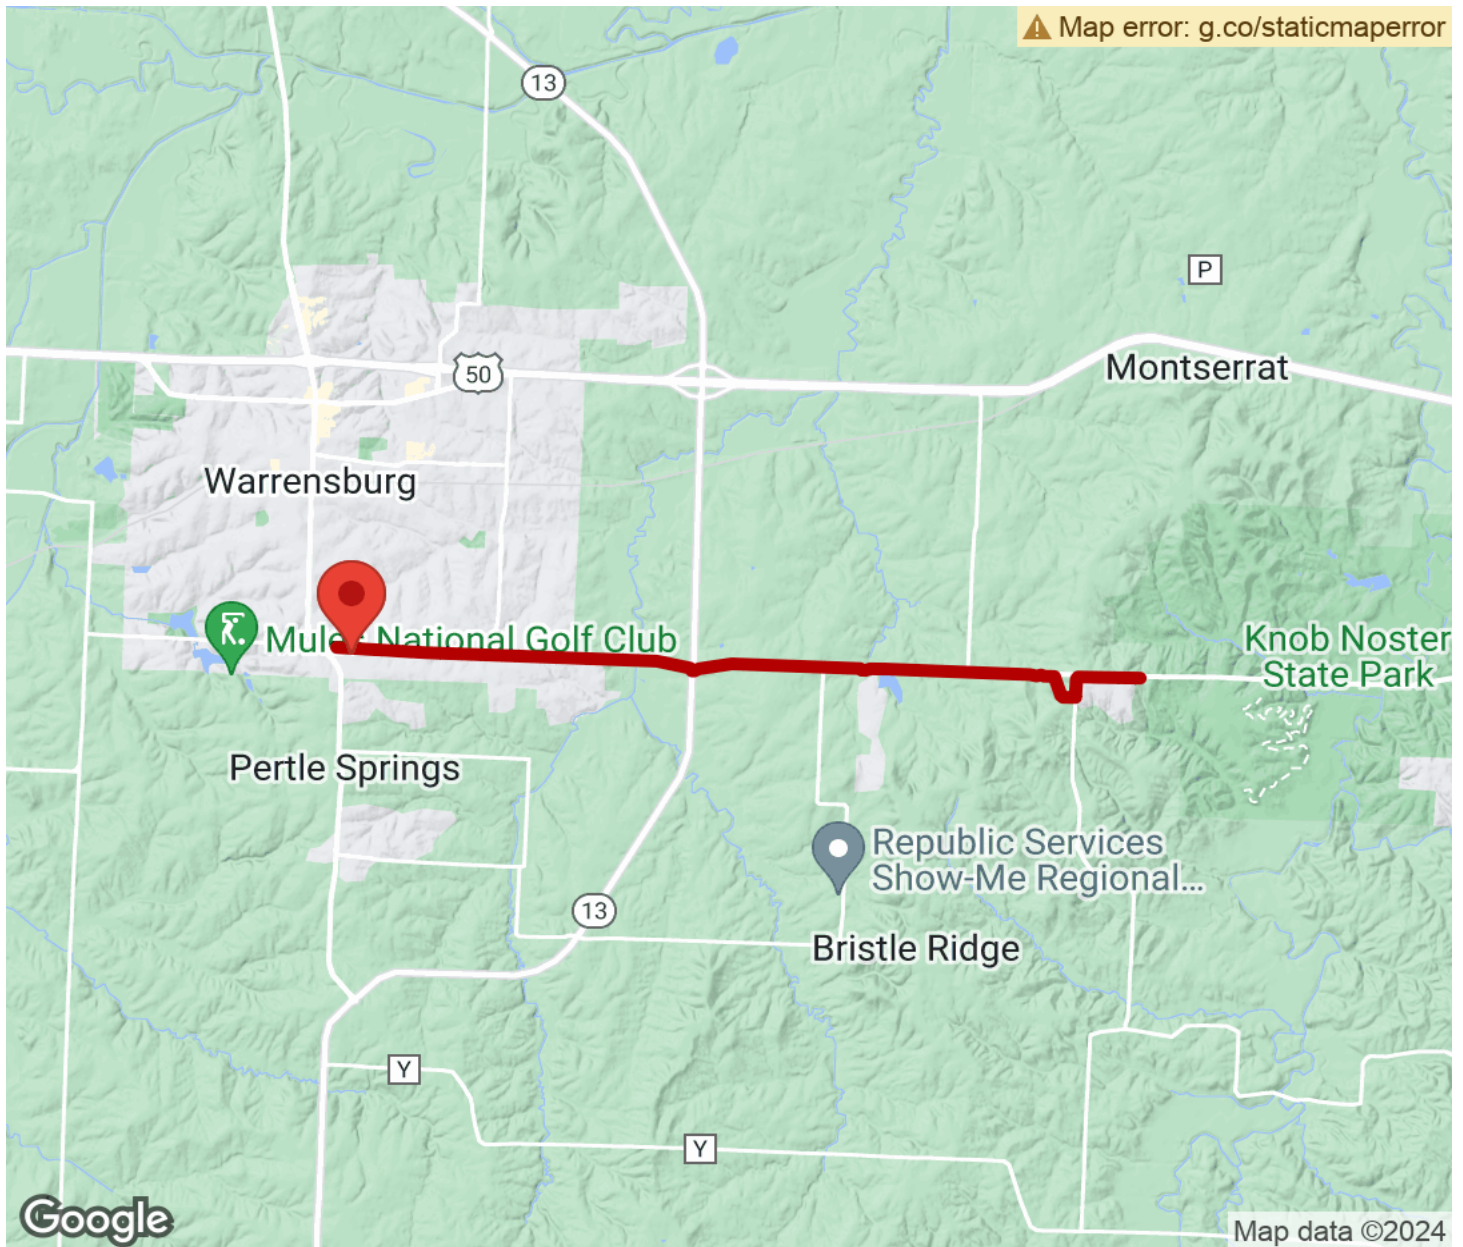 Map error: g.co/staticmaperror
13
P
Montserrat
50
Warrensburg
Mules National Golf Club
Knob Noster
State Park
Pertle Springs
Republic Services
Show-Me Regional...
13
Bristle Ridge
Y
Y
Google
Map data ©2024